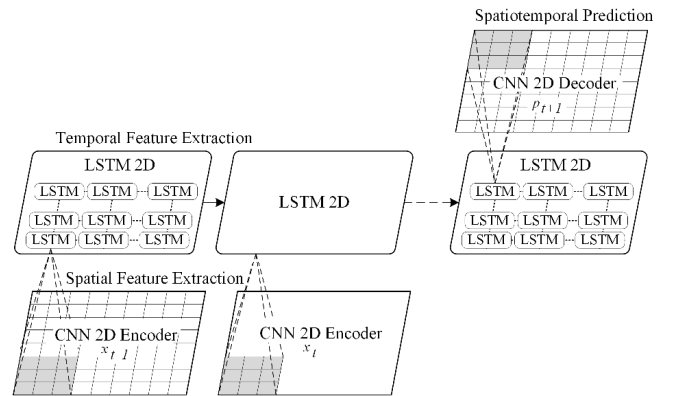 Spatiotemporal Prediction
CNN 2D Decoder
p t+1
Temporal Feature Extraction
LSTM 2D
LSTM LSTM LSTM
LSTM LSTM LSTM
LSTM LSTM LSTM
LSTM 2D
LSTM 2D
LSTM LSTM LSTM
LSTM LSTM LSTM
LSTM LSTM LSTM
Spatial Feature Extraction
CNN 2D Encoder
x t-1
CNN 2D Encoder
x t